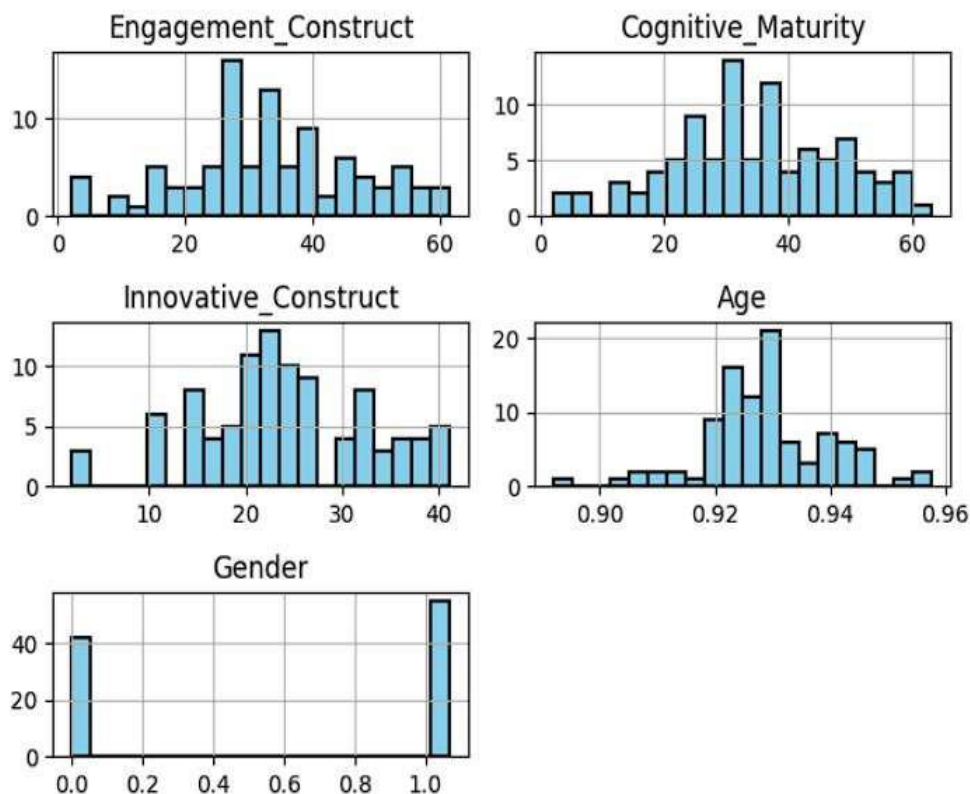 Engagement_Construct
10
0
0 20 40 60
Cognitive_Maturity
10
5
0
0 20 40 60
Innovative_Construct
10
5
0
10 20 30 40
Age
20
10
0
0.90 0.92 0.94 0.96
Gender
40
20
0
0.0 0.2 0.4 0.6 0.8 1.0